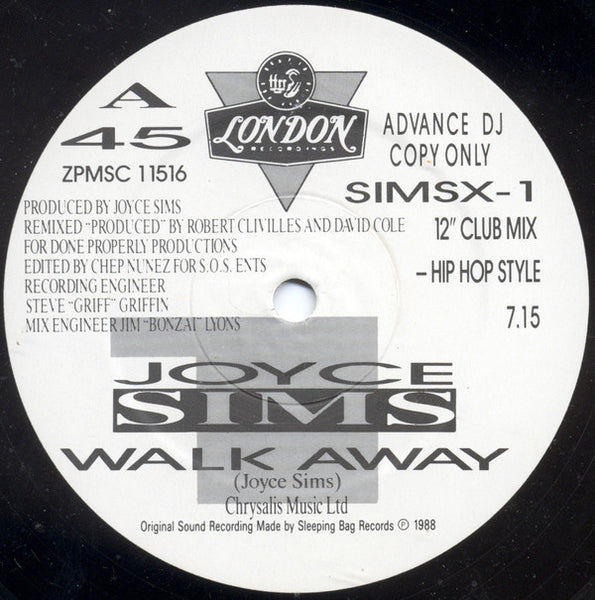 A
45
ZPMSC 11516
LONDON
RECORDINGS
ADVANCE DJ
COPY ONLY
SIMSX-1
12" CLUB MIX
– HIP HOP STYLE
7.15
PRODUCED BY JOYCE SIMS
REMIXED "PRODUCED" BY ROBERT CLIVILLES AND DAVID COLE
FOR DONE PROPERLY PRODUCTIONS
EDITED BY CHEP NUNEZ FOR S.O.S. ENTS
RECORDING ENGINEER
STEVE "GRIFF" GRIFFIN
MIX ENGINEER JIM "BONZAI" LYONS
JOYCE
SIMS
WALK AWAY
(Joyce Sims)
Chrysalis Music Ltd
Original Sound Recording Made by Sleeping Bag Records ℗ 1988